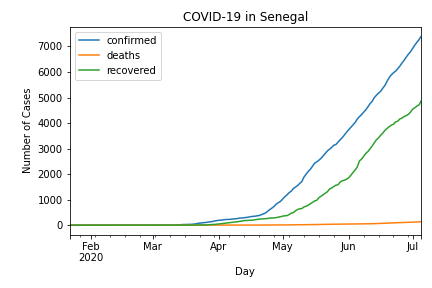 COVID-19 in Senegal
confirmed
deaths
recovered
Number of Cases
7000
6000
5000
4000
3000
2000
1000
0
Feb Mar Apr May Jun Jul
2020
Day